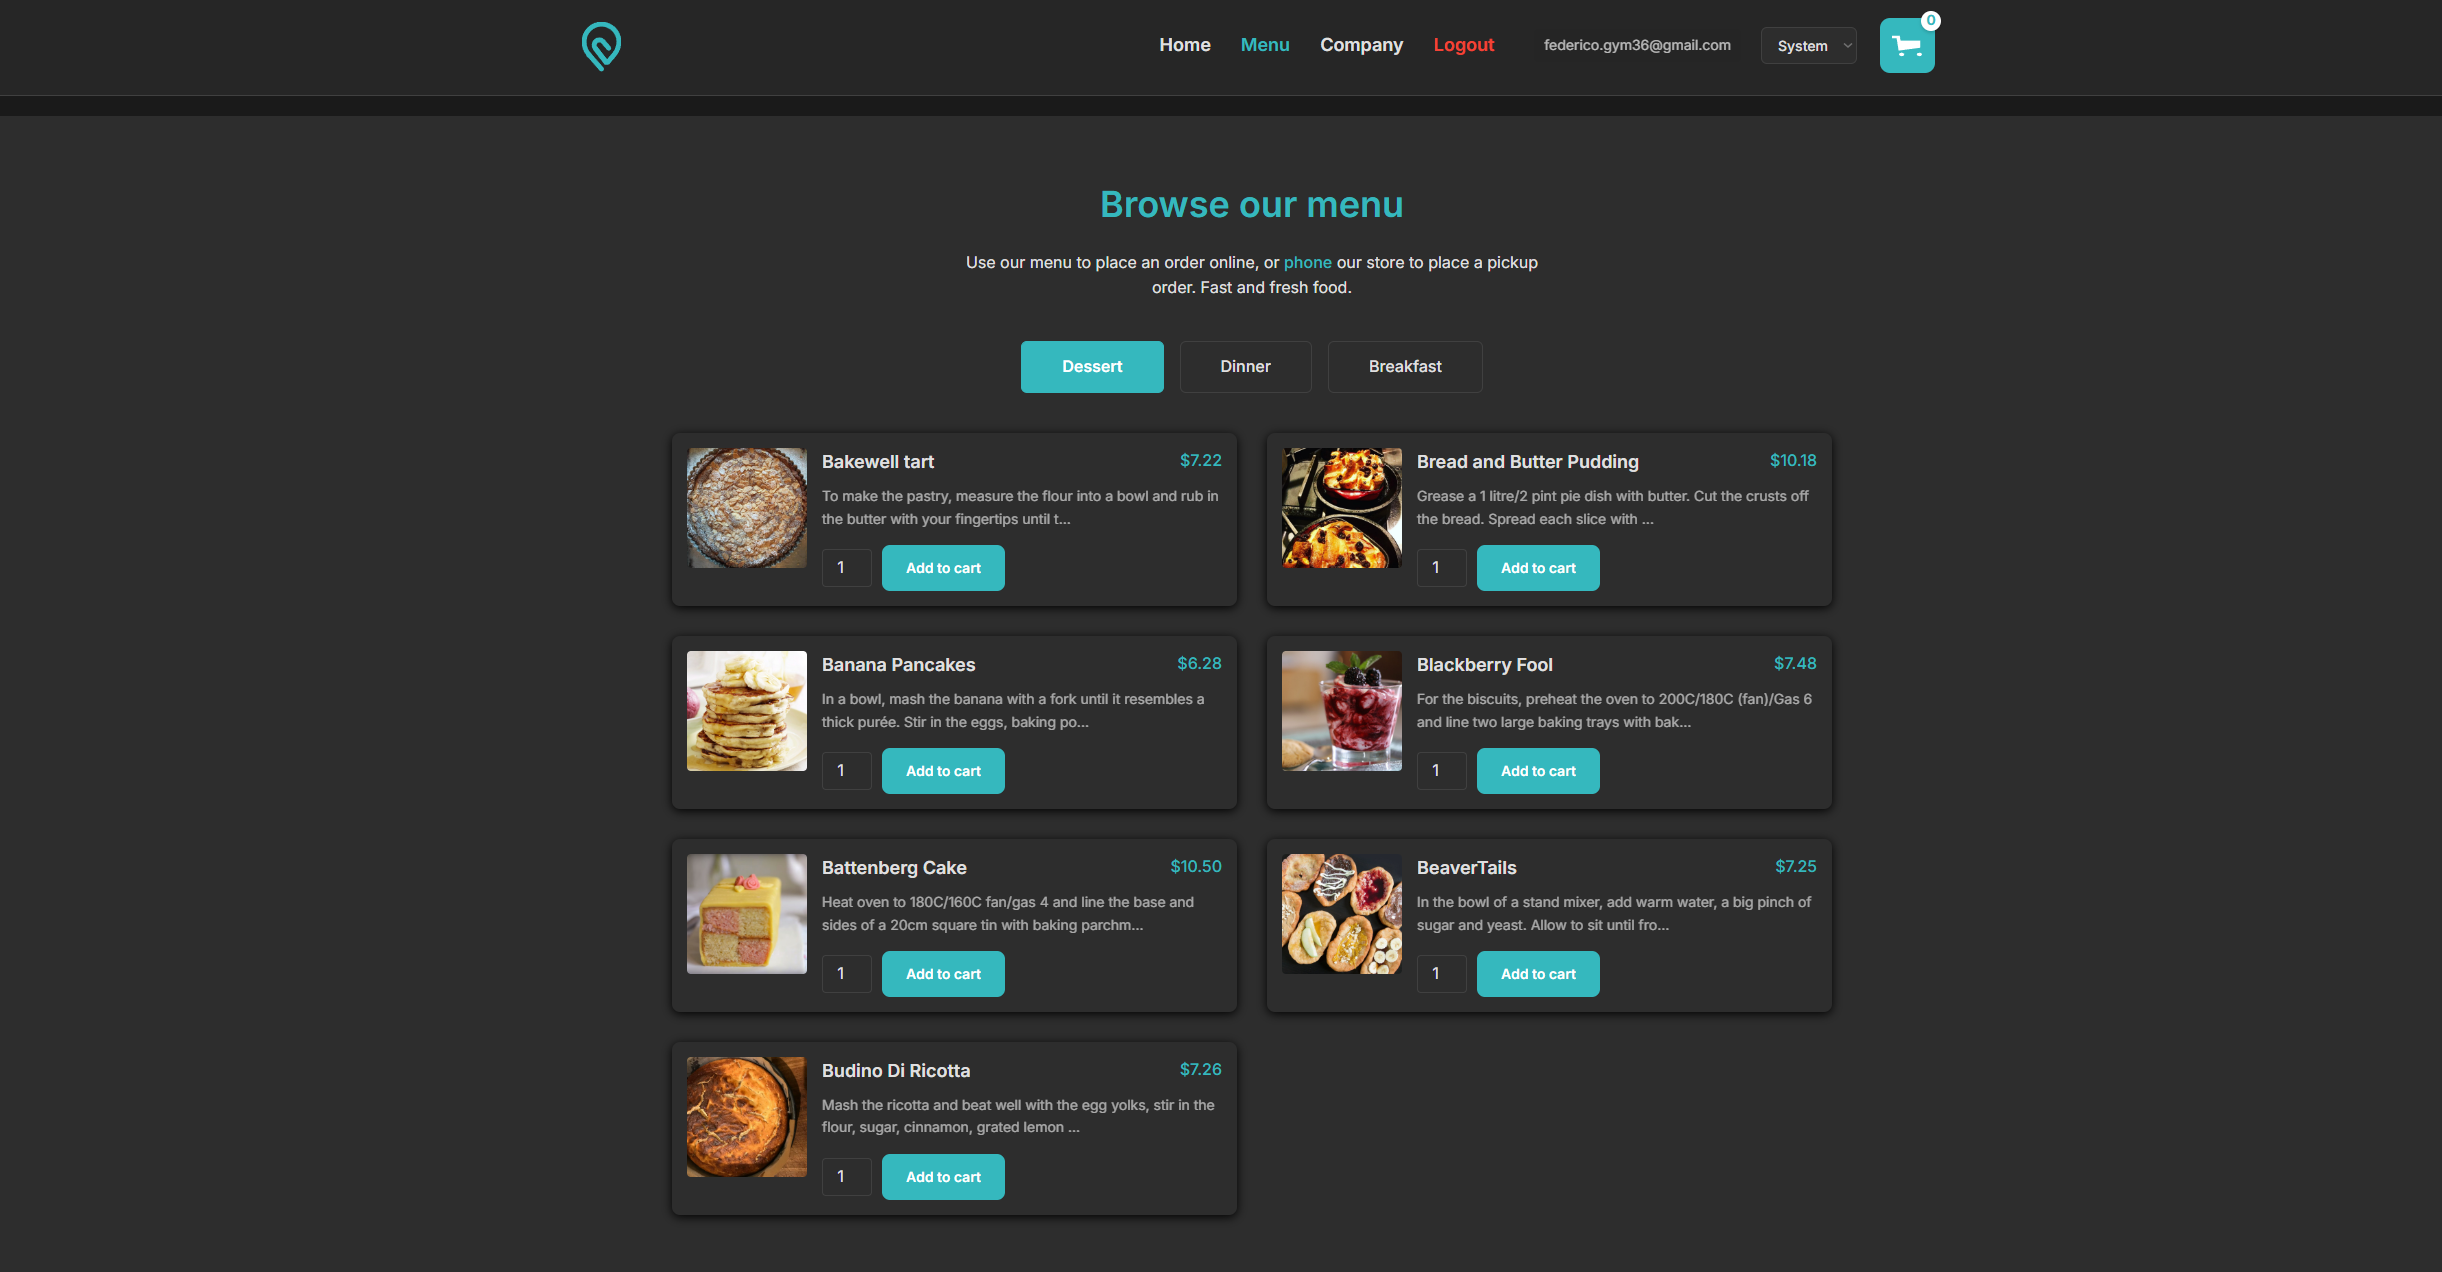 Home Menu Company Logout federico.gym36@gmail.com System 0
Browse our menu
Use our menu to place an order online, or phone our store to place a pickup
order. Fast and fresh food.
Dessert Dinner Breakfast
Bakewell tart $7.22
To make the pastry, measure the flour into a bowl and rub in
the butter with your fingertips until t...
1 Add to cart
Bread and Butter Pudding $10.18
Grease a 1 litre/2 pint pie dish with butter. Cut the crusts off
the bread. Spread each slice with ...
1 Add to cart
Banana Pancakes $6.28
In a bowl, mash the banana with a fork until it resembles a
thick purée. Stir in the eggs, baking po...
1 Add to cart
Blackberry Fool $7.48
For the biscuits, preheat the oven to 200C/180C (fan)/Gas 6
and line two large baking trays with bak...
1 Add to cart
Battenberg Cake $10.50
Heat oven to 180C/160C fan/gas 4 and line the base and
sides of a 20cm square tin with baking parchm...
1 Add to cart
BeaverTails $7.25
In the bowl of a stand mixer, add warm water, a big pinch of
sugar and yeast. Allow to sit until fro...
1 Add to cart
Budino Di Ricotta $7.26
Mash the ricotta and beat well with the egg yolks, stir in the
flour, sugar, cinnamon, grated lemon ...
1 Add to cart